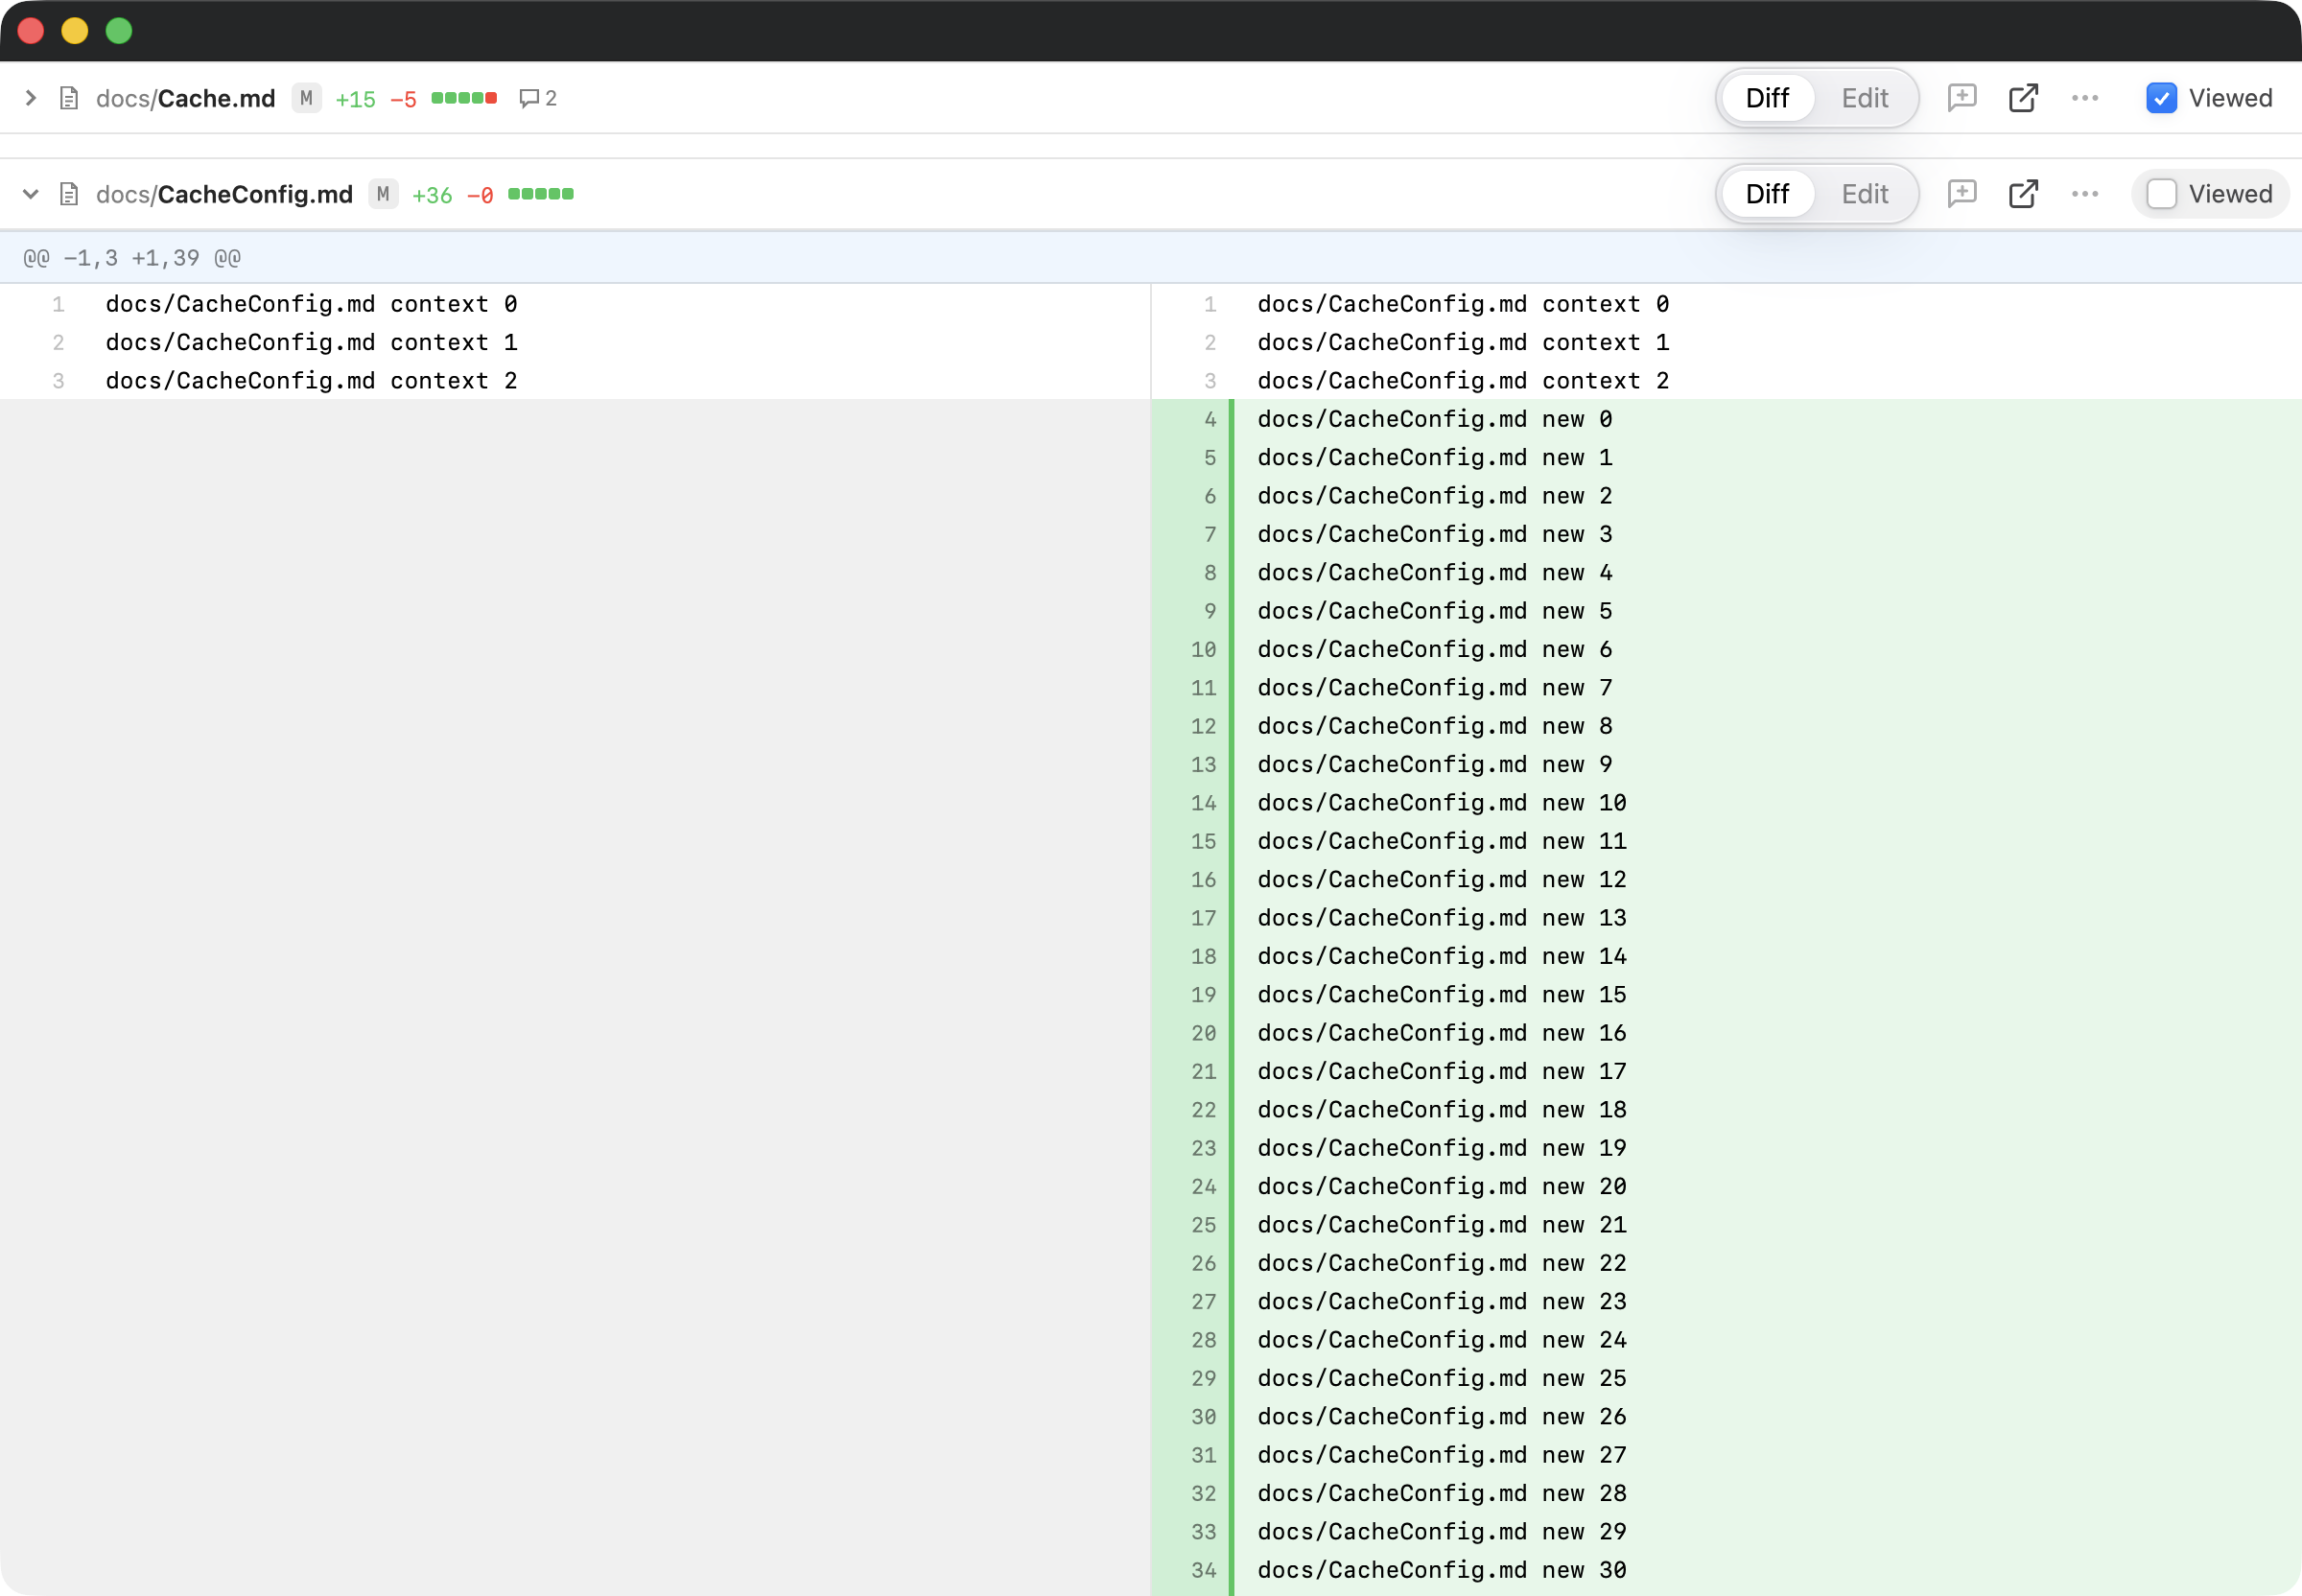 docs/Cache.md M +15 −5 2 Diff Edit Viewed
docs/CacheConfig.md M +36 −0 Diff Edit Viewed
@@ −1,3 +1,39 @@
1 docs/CacheConfig.md context 0 1 docs/CacheConfig.md context 0
2 docs/CacheConfig.md context 1 2 docs/CacheConfig.md context 1
3 docs/CacheConfig.md context 2 3 docs/CacheConfig.md context 2
4 docs/CacheConfig.md new 0
5 docs/CacheConfig.md new 1
6 docs/CacheConfig.md new 2
7 docs/CacheConfig.md new 3
8 docs/CacheConfig.md new 4
9 docs/CacheConfig.md new 5
10 docs/CacheConfig.md new 6
11 docs/CacheConfig.md new 7
12 docs/CacheConfig.md new 8
13 docs/CacheConfig.md new 9
14 docs/CacheConfig.md new 10
15 docs/CacheConfig.md new 11
16 docs/CacheConfig.md new 12
17 docs/CacheConfig.md new 13
18 docs/CacheConfig.md new 14
19 docs/CacheConfig.md new 15
20 docs/CacheConfig.md new 16
21 docs/CacheConfig.md new 17
22 docs/CacheConfig.md new 18
23 docs/CacheConfig.md new 19
24 docs/CacheConfig.md new 20
25 docs/CacheConfig.md new 21
26 docs/CacheConfig.md new 22
27 docs/CacheConfig.md new 23
28 docs/CacheConfig.md new 24
29 docs/CacheConfig.md new 25
30 docs/CacheConfig.md new 26
31 docs/CacheConfig.md new 27
32 docs/CacheConfig.md new 28
33 docs/CacheConfig.md new 29
34 docs/CacheConfig.md new 30